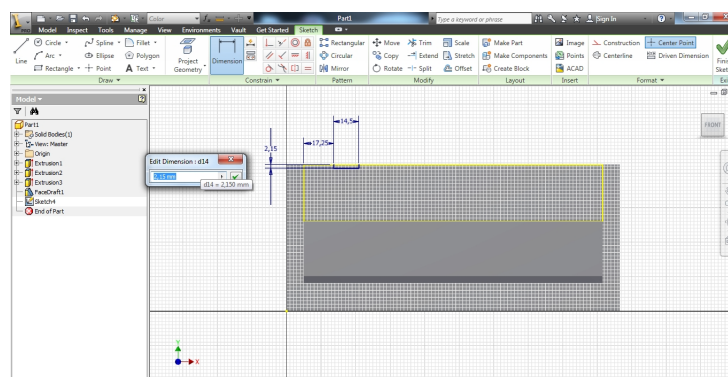 Color
Part1
Type a keyword or phrase
Sign In
PRO
Model Inspect Tools Manage View Environments Vault Get Started Sketch
Line
Circle
Spline
Fillet
Arc
Ellipse
Polygon
Rectangle
Point
Text
Project Geometry
Dimension
Rectangular
Circular
Mirror
Move
Trim
Scale
Copy
Extend
Stretch
Rotate
Split
Offset
Make Part
Make Components
Create Block
Image
Points
ACAD
Construction
Center Point
Centerline
Driven Dimension
Finish
Draw
Constrain
Pattern
Modify
Layout
Insert
Format
Model
Part1
Solid Bodies(1)
View: Master
Origin
Extrusion1
Extrusion2
Extrusion3
FaceDraft1
Sketch4
End of Part
Edit Dimension : d14
2,15 mm
d14 = 2,150 mm
14,5
17,25
2,15
FRONT
Y
X